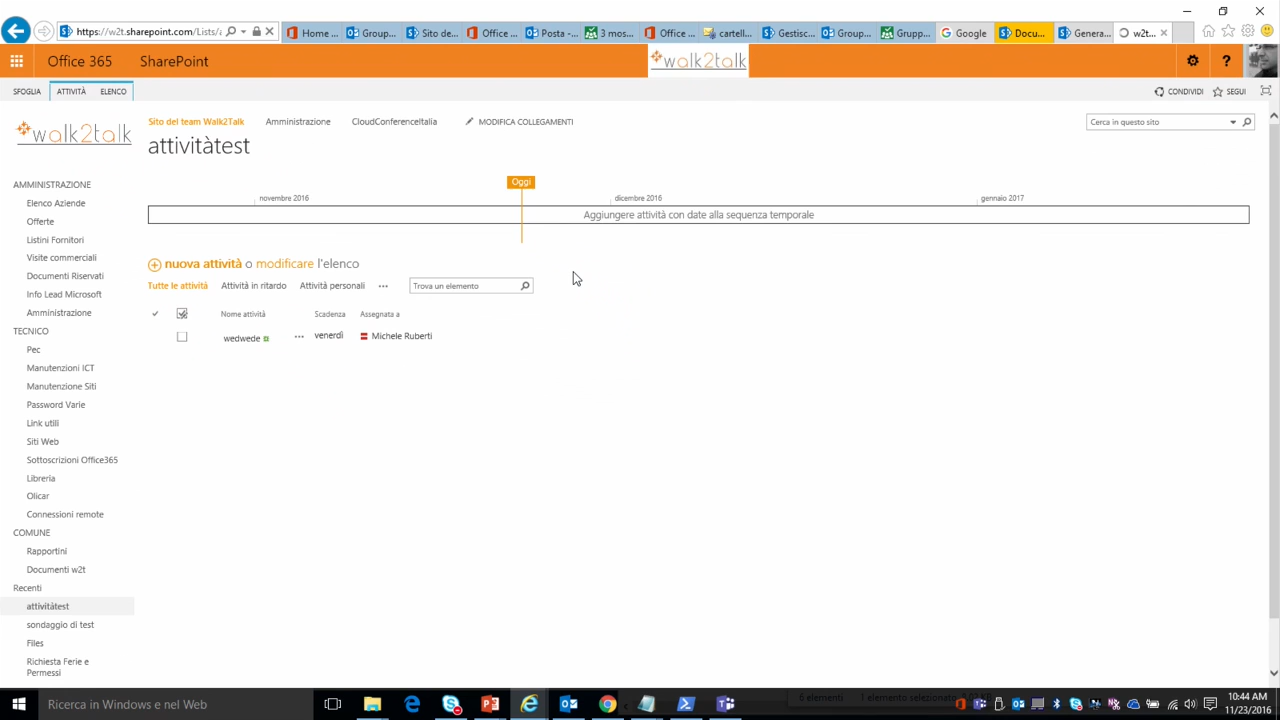 https://w2t.sharepoint.com/Lists/
Home ...
Group...
Sito de...
Office ...
Posta -...
3 mos...
Office ...
cartell...
Gestisc...
Group...
Grupp...
Google
Docu...
Genera...
w2t...
Office 365
SharePoint
walk2talk
?
SFOGLIA
ATTIVITÀ
ELENCO
CONDIVIDI
SEGUI
walk2talk
Sito del team Walk2Talk
Amministrazione
CloudConferenceItalia
MODIFICA COLLEGAMENTI
Cerca in questo sito
attivitàtest
Oggi
novembre 2016
dicembre 2016
gennaio 2017
Aggiungere attività con date alla sequenza temporale
nuova attività o modificare l'elenco
Tutte le attività
Attività in ritardo
Attività personali
...
Trova un elemento
Nome attività
Scadenza
Assegnata a
wedwede
...
venerdì
Michele Ruberti
AMMINISTRAZIONE
Elenco Aziende
Offerte
Listini Fornitori
Visite commerciali
Documenti Riservati
Info Lead Microsoft
Amministrazione
TECNICO
Pec
Manutenzioni ICT
Manutenzione Siti
Password Varie
Link utili
Siti Web
Sottoscrizioni Office365
Libreria
Olicar
Connessioni remote
COMUNE
Rapportini
Documenti w2t
Recenti
attivitàtest
sondaggio di test
Files
Richiesta Ferie e
Permessi
Ricerca in Windows e nel Web
6 elementi
1 elemento selezionato
10:44 AM
11/23/2016